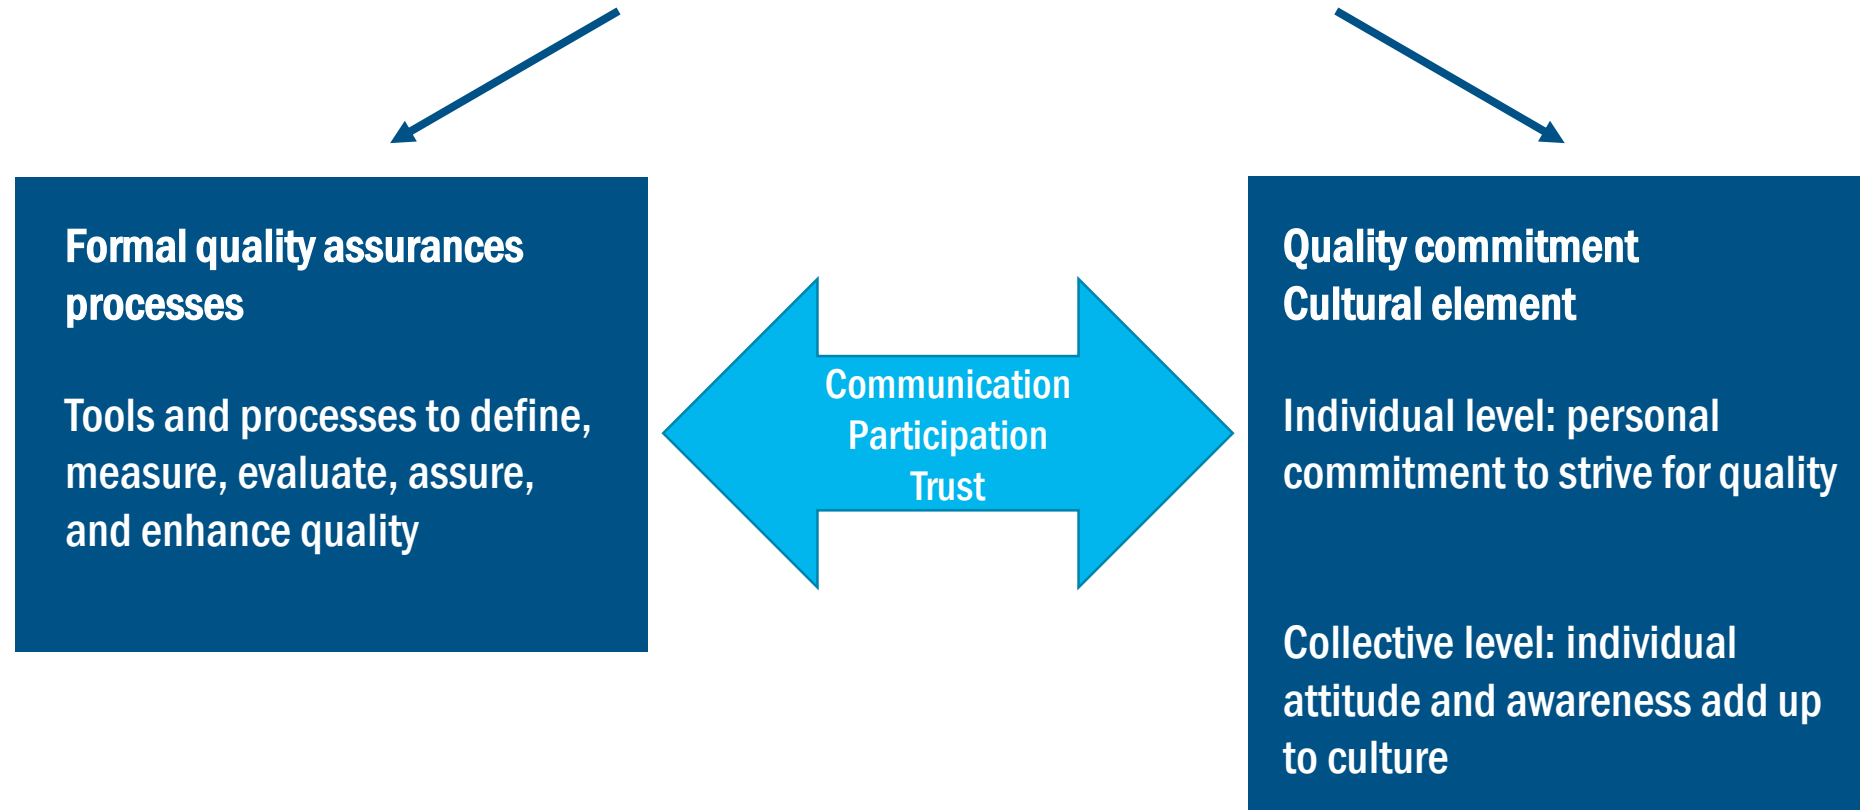 Formal quality assurances
processes
Tools and processes to define,
measure, evaluate, assure,
and enhance quality
Communication
Participation
Trust
Quality commitment
Cultural element
Individual level: personal
commitment to strive for quality
Collective level: individual
attitude and awareness add up
to culture